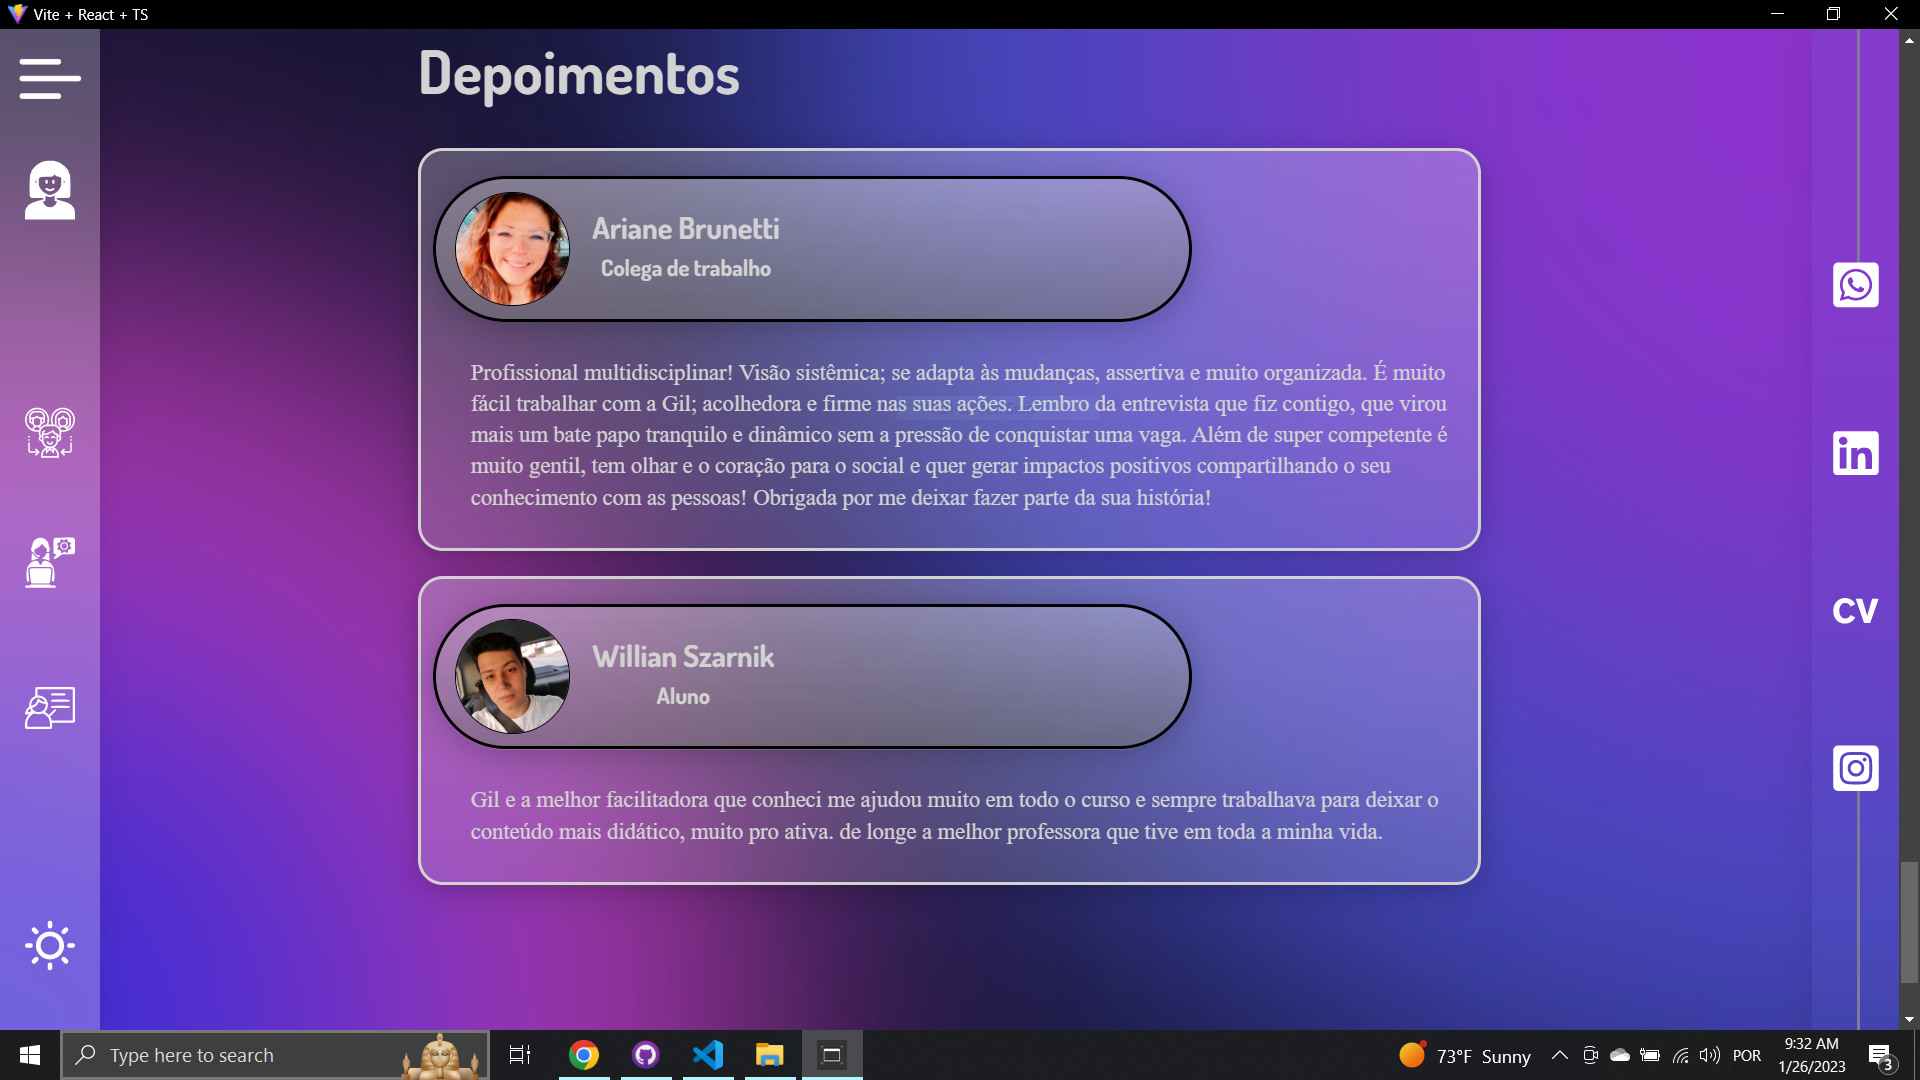 Vite + React + TS
Depoimentos
Ariane Brunetti
Colega de trabalho
Profissional multidisciplinar! Visão sistêmica; se adapta às mudanças, assertiva e muito organizada. É muito
fácil trabalhar com a Gil; acolhedora e firme nas suas ações. Lembro da entrevista que fiz contigo, que virou
mais um bate papo tranquilo e dinâmico sem a pressão de conquistar uma vaga. Além de super competente é
muito gentil, tem olhar e o coração para o social e quer gerar impactos positivos compartilhando o seu
conhecimento com as pessoas! Obrigada por me deixar fazer parte da sua história!
Willian Szarnik
Aluno
Gil e a melhor facilitadora que conheci me ajudou muito em todo o curso e sempre trabalhava para deixar o
conteúdo mais didático, muito pro ativa. de longe a melhor professora que tive em toda a minha vida.
in
CV
Type here to search
73°F Sunny
POR
9:32 AM
1/26/2023
3